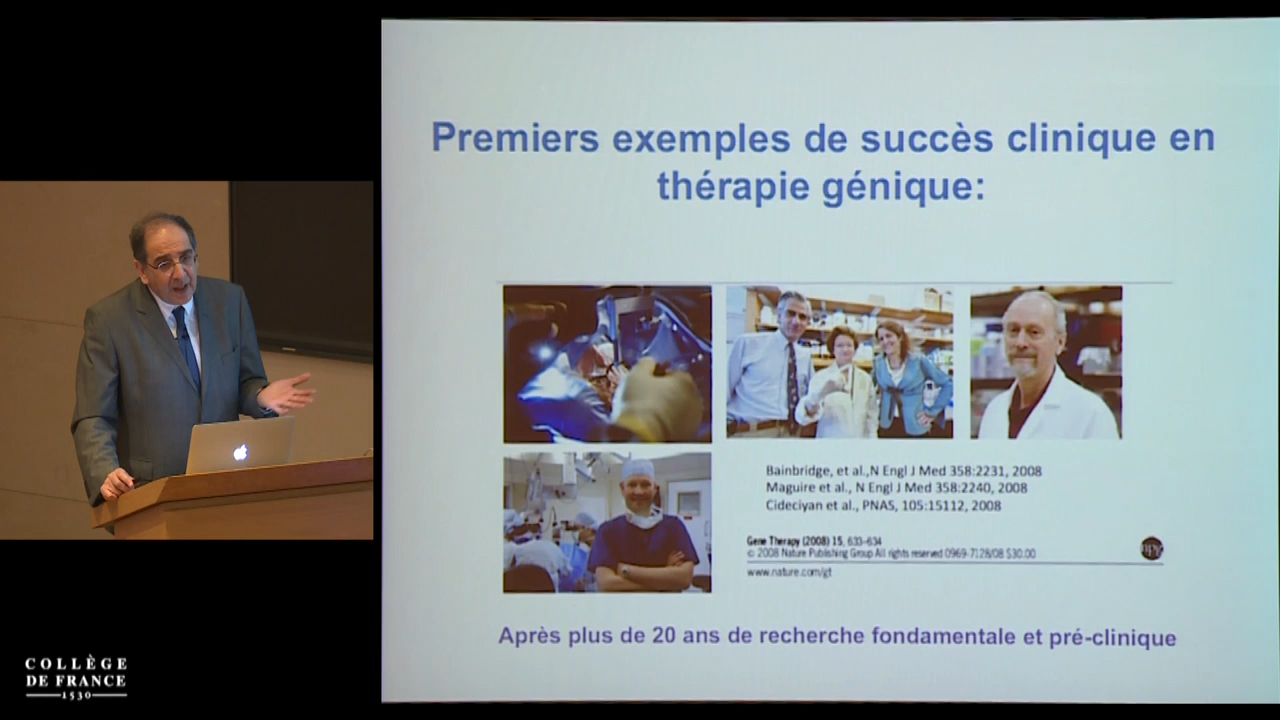 Premiers exemples de succès clinique en
thérapie génique:
Bainbridge, et al.,N Engl J Med 358:2231, 2008
Maguire et al., N Engl J Med 358:2240, 2008
Cideciyan et al., PNAS, 105:15112, 2008
Gene Therapy (2008) 15, 633–634
© 2008 Nature Publishing Group All rights reserved 0969-7128/08 $30.00
npg
www.nature.com/gt
Après plus de 20 ans de recherche fondamentale et pré-clinique
COLLÈGE
DE FRANCE
1530